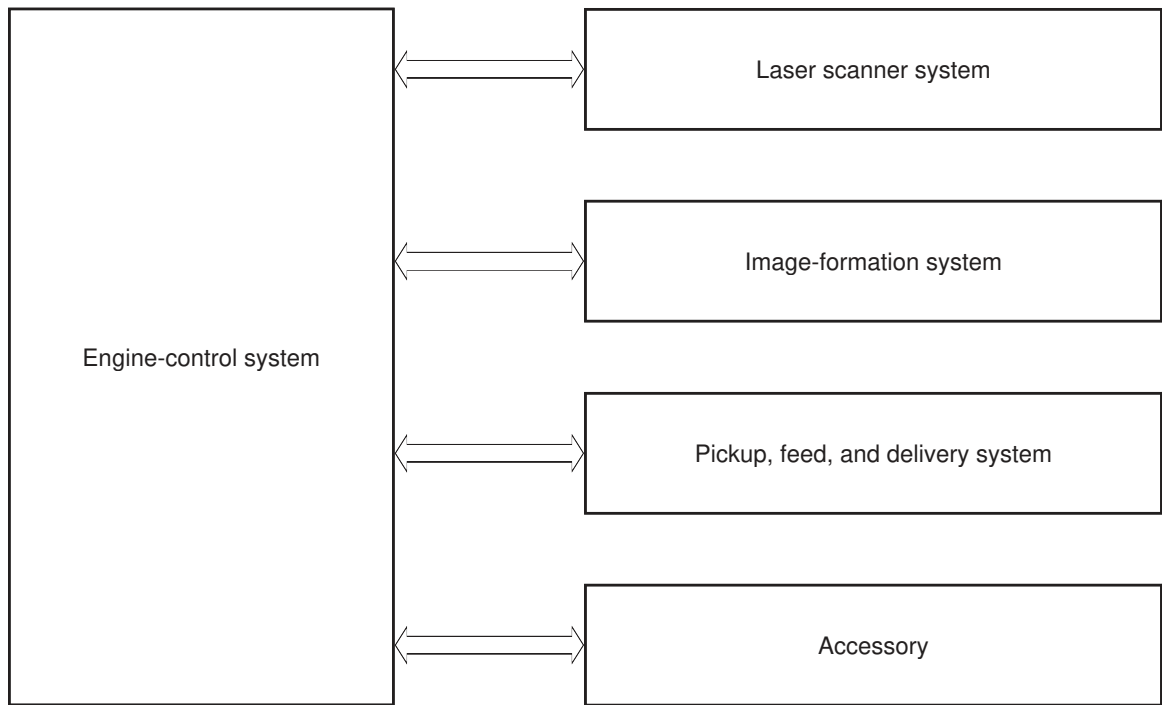 Laser scanner system
Image-formation system
Engine-control system
Pickup, feed, and delivery system
Accessory